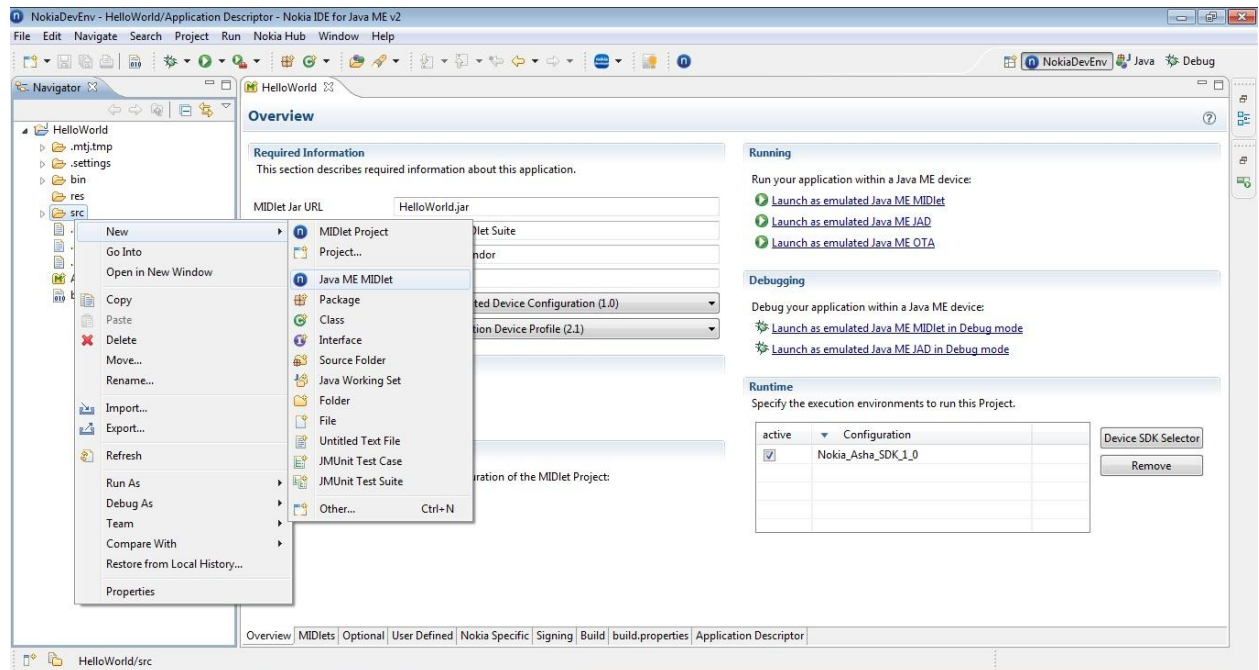 NokiaDevEnv - HelloWorld/Application Descriptor - Nokia IDE for Java ME v2
File Edit Navigate Search Project Run Nokia Hub Window Help
NokiaDevEnv Java Debug
Navigator
HelloWorld
HelloWorld
.mtj.tmp
.settings
bin
res
src
Overview
Required Information
This section describes required information about this application.
MIDlet Jar URL HelloWorld.jar
let Suite
ndor
ted Device Configuration (1.0)
tion Device Profile (2.1)
uration of the MIDlet Project:
New
Go Into
Open in New Window
Copy
Paste
Delete
Move...
Rename...
Import...
Export...
Refresh
Run As
Debug As
Team
Compare With
Restore from Local History...
Properties
MIDlet Project
Project...
Java ME MIDlet
Package
Class
Interface
Source Folder
Java Working Set
Folder
File
Untitled Text File
JMUnit Test Case
JMUnit Test Suite
Other... Ctrl+N
Running
Run your application within a Java ME device:
Launch as emulated Java ME MIDlet
Launch as emulated Java ME JAD
Launch as emulated Java ME OTA
Debugging
Debug your application within a Java ME device:
Launch as emulated Java ME MIDlet in Debug mode
Launch as emulated Java ME JAD in Debug mode
Runtime
Specify the execution environments to run this Project.
active Configuration
Nokia_Asha_SDK_1_0
Device SDK Selector
Remove
Overview MIDlets Optional User Defined Nokia Specific Signing Build build.properties Application Descriptor
HelloWorld/src